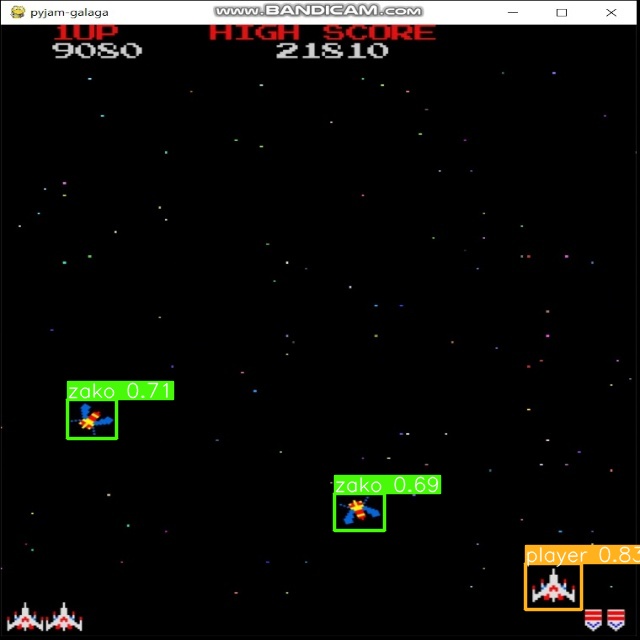 pyjam-galaga
www.BANDICAM.com
1UP HIGH SCORE
9080 21810
zako 0.71
zako 0.69
player 0.83